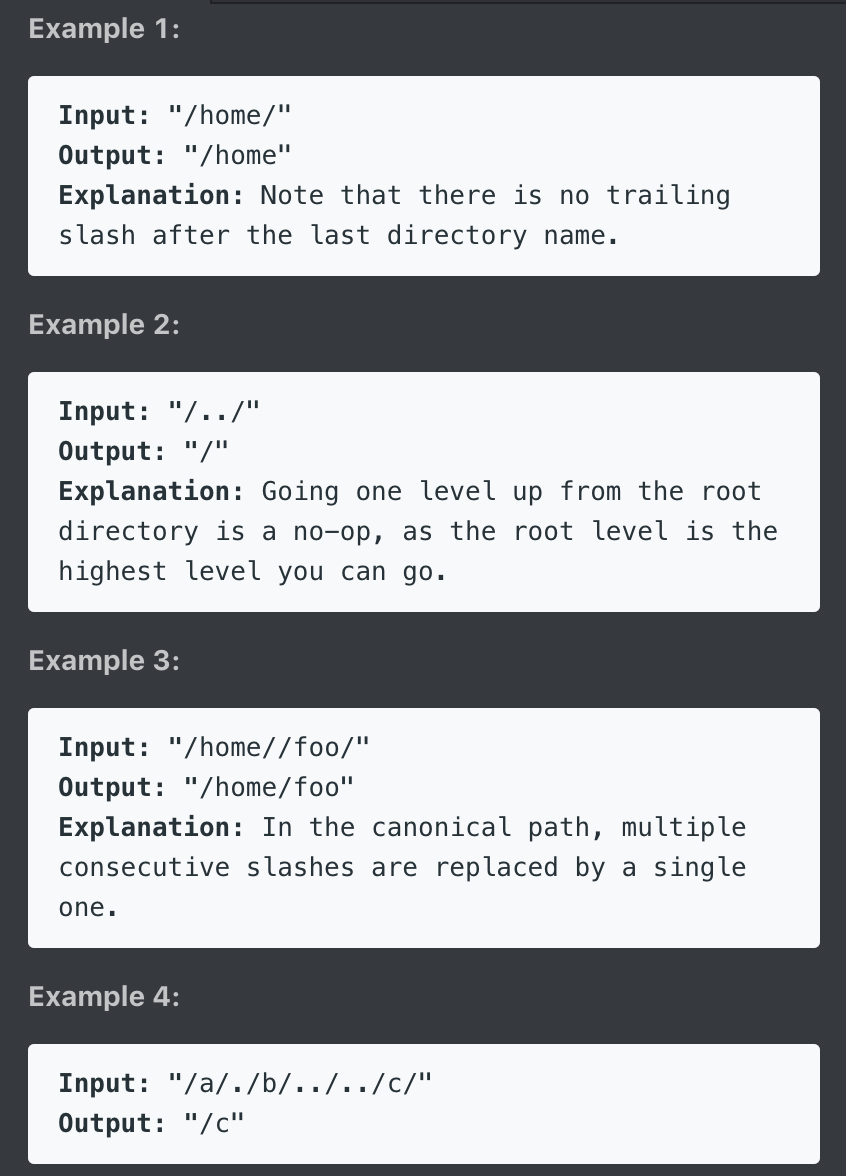 Example 1:
Input: "/home/"
Output: "/home"
Explanation: Note that there is no trailing
slash after the last directory name.
Example 2:
Input: "/../"
Output: "/"
Explanation: Going one level up from the root
directory is a no-op, as the root level is the
highest level you can go.
Example 3:
Input: "/home//foo/"
Output: "/home/foo"
Explanation: In the canonical path, multiple
consecutive slashes are replaced by a single
one.
Example 4:
Input: "/a/./b/../../c/"
Output: "/c"